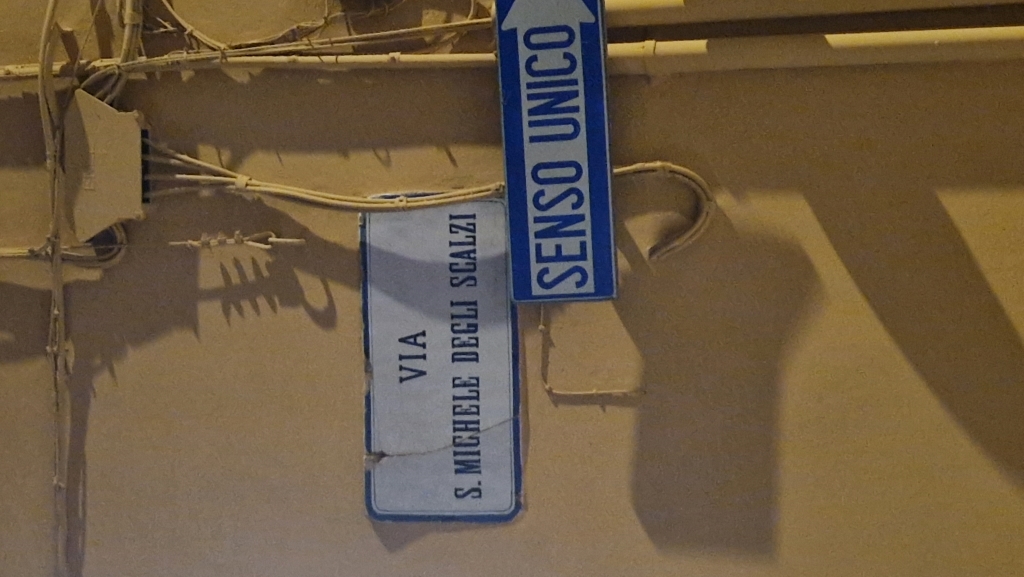 SENSO UNICO
VIA
S. MICHELE DEGLI SCALZI